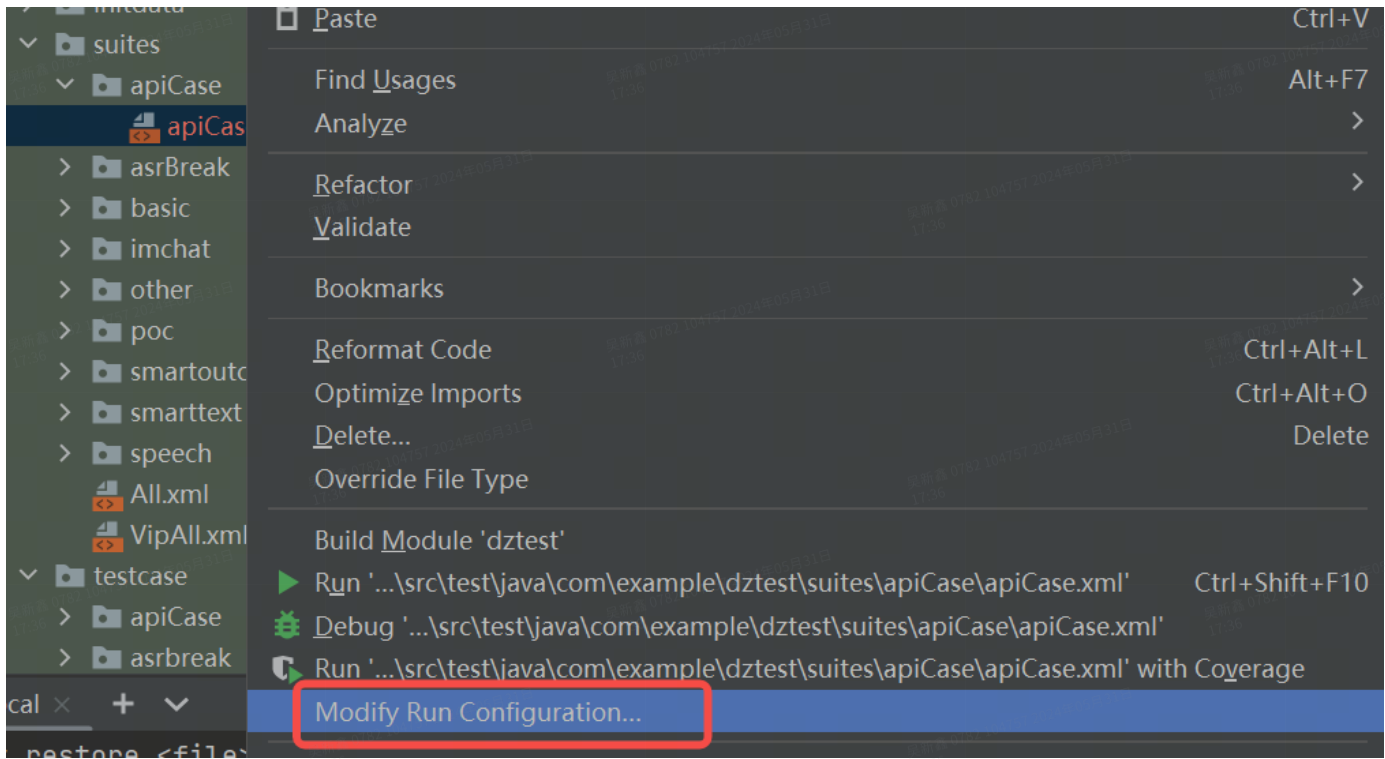 initdata
suites
apiCase
apiCas
asrBreak
basic
imchat
other
poc
smartoutc
smarttext
speech
All.xml
VipAll.xml
testcase
apiCase
asrbreak
cal
restore <file>
Paste Ctrl+V
Find Usages Alt+F7
Analyze
Refactor
Validate
Bookmarks
Reformat Code Ctrl+Alt+L
Optimize Imports Ctrl+Alt+O
Delete... Delete
Override File Type
Build Module 'dztest'
Run '...\src\test\java\com\example\dztest\suites\apiCase\apiCase.xml' Ctrl+Shift+F10
Debug '...\src\test\java\com\example\dztest\suites\apiCase\apiCase.xml'
Run '...\src\test\java\com\example\dztest\suites\apiCase\apiCase.xml' with Coverage
Modify Run Configuration...